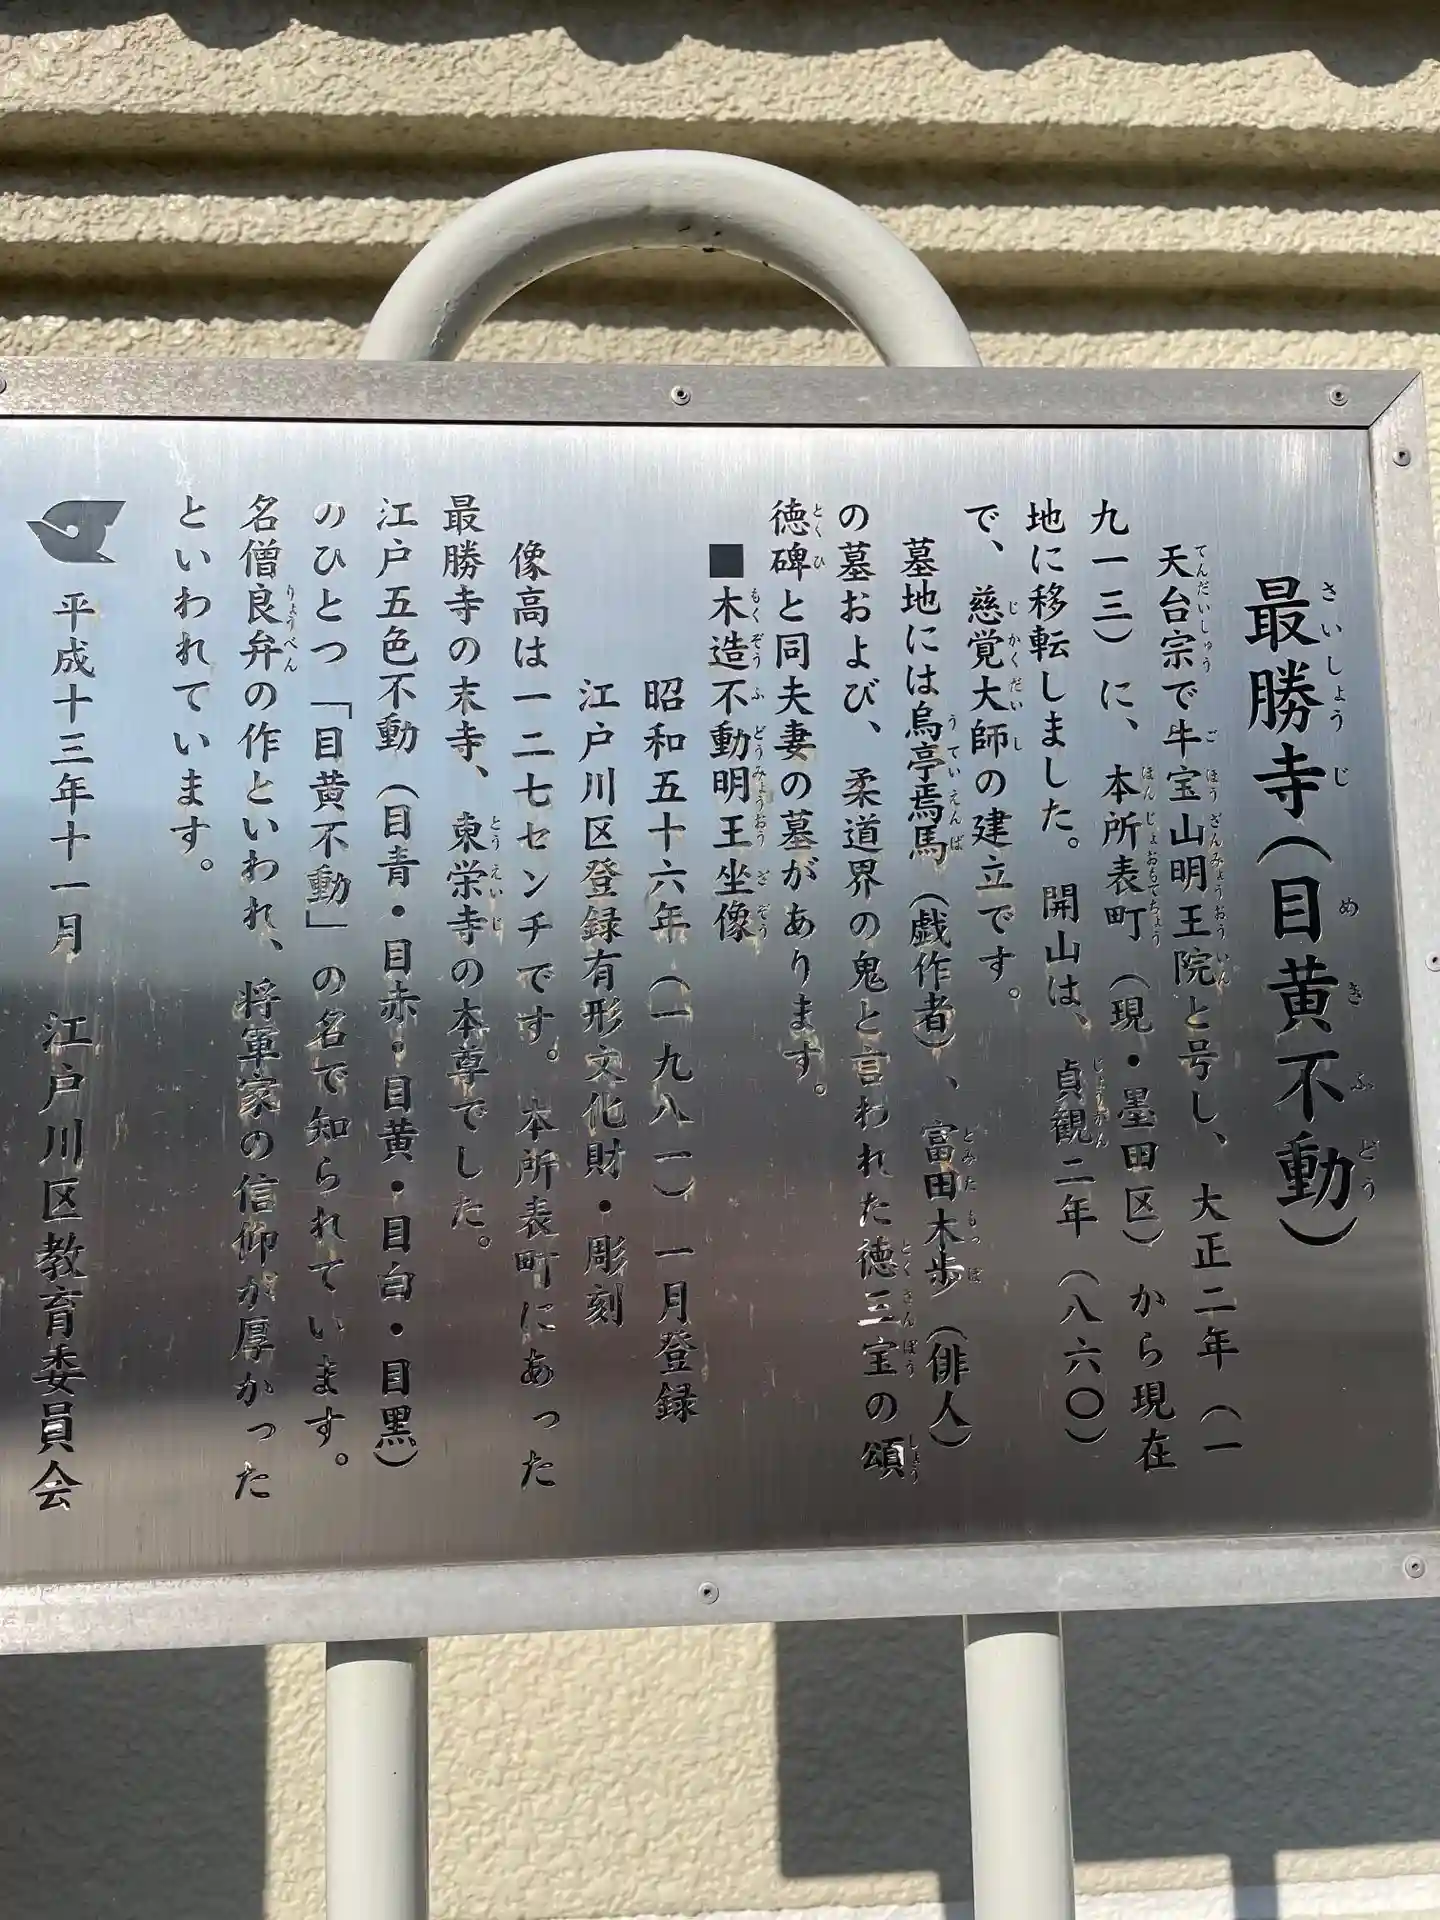 最勝寺（目黄不動）
天台宗で牛宝山明王院と号し、大正二年（一
九一三）に、本所表町（現・墨田区）から現在
地に移転しました。開山は、貞観二年（八六〇）
で、慈覚大師の建立です。
墓地には烏亭焉馬（戯作者）、富田木歩（俳人）
の墓および、柔道界の鬼と言われた徳三宝の頌
徳碑と同夫妻の墓があります。
■木造不動明王坐像
昭和五十六年（一九八一）一月登録
江戸川区登録有形文化財・彫刻
像高は一二七センチです。本所表町にあった
最勝寺の末寺、東栄寺の本尊でした。
江戸五色不動（目青・目赤・目黄・目白・目黒）
のひとつ「目黄不動」の名で知られています。
名僧良弁の作といわれ、将軍家の信仰が厚かった
といわれています。
平成十三年十一月 江戸川区教育委員会